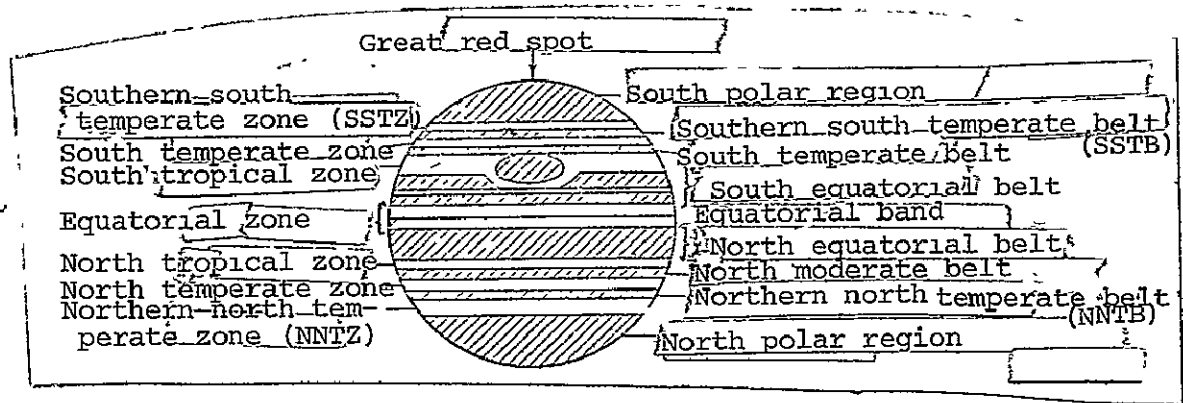 Great red spot
Southern south
temperate zone (SSTZ)
South temperate zone
South tropical zone
Equatorial zone
North tropical zone
North temperate zone
Northern north tem-
perate zone (NNTZ)
South polar region
Southern south temperate belt
(SSTB)
South temperate belt
South equatorial belt
Equatorial band
North equatorial belt
North moderate belt
Northern north temperate belt
(NNTB)
North polar region